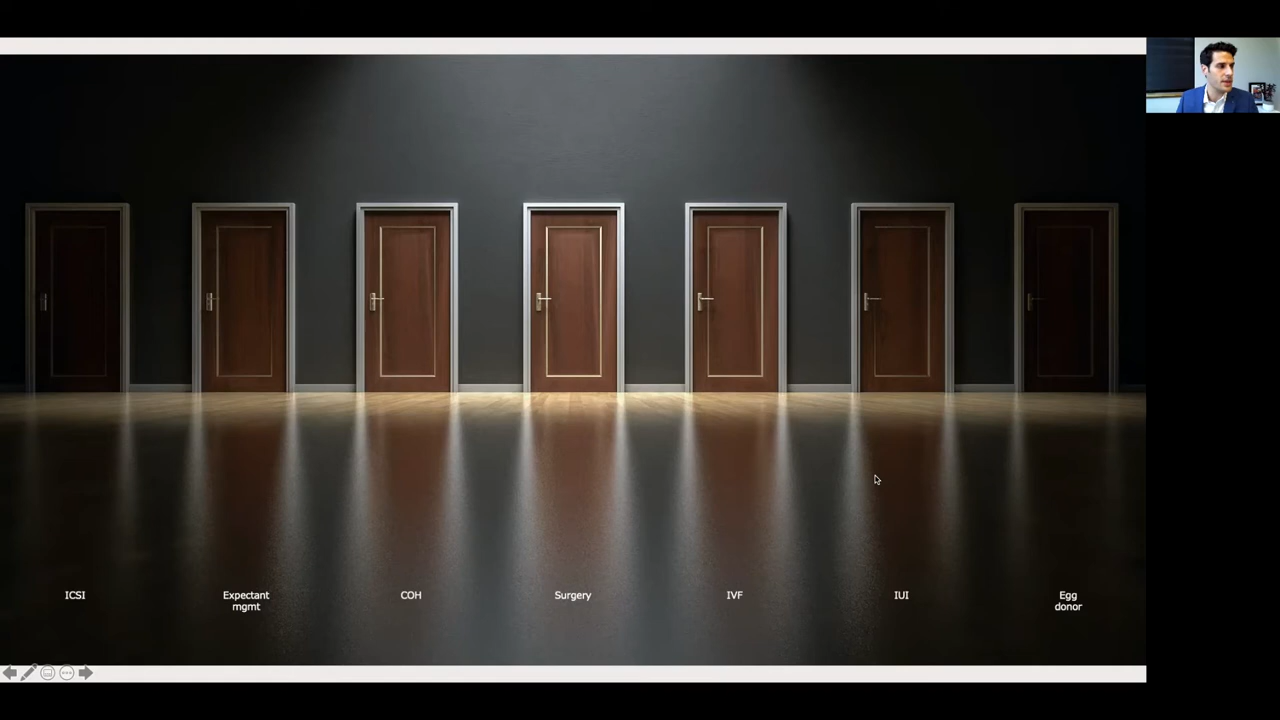 ICSI
Expectant
mgmt
COH
Surgery
IVF
IUI
Egg
donor